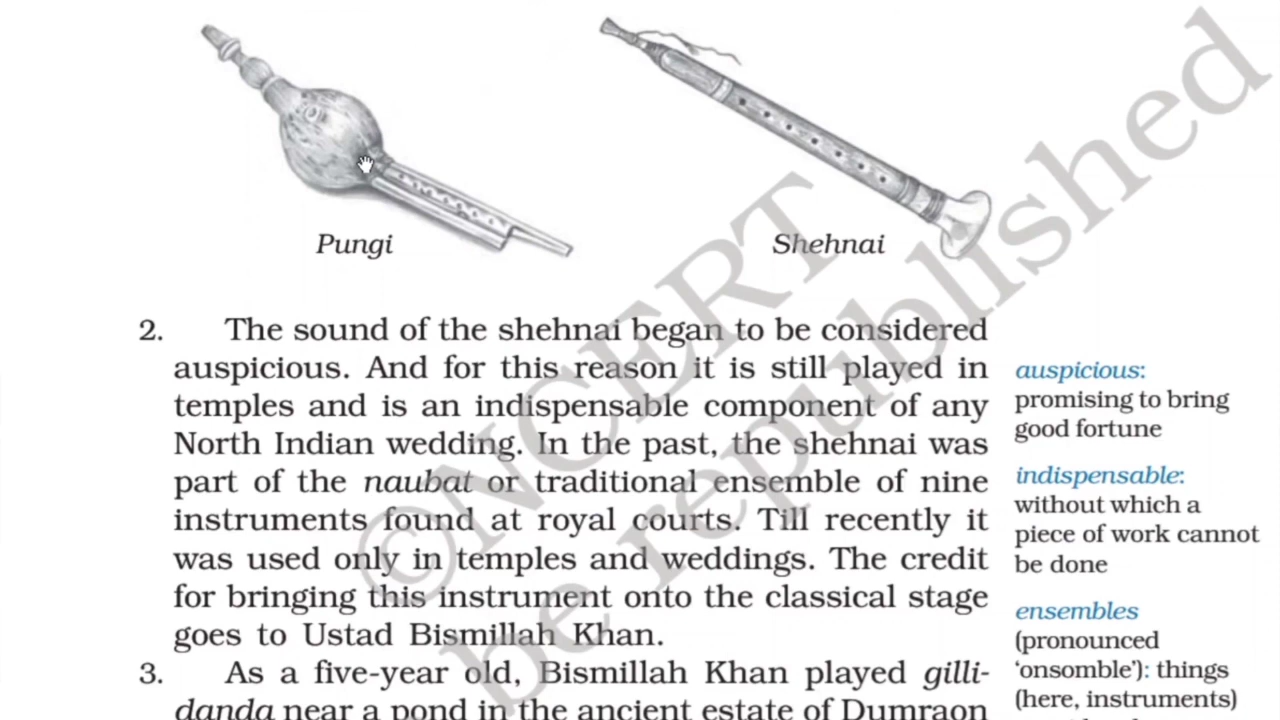 Pungi
Shehnai
2. The sound of the shehnai began to be considered
auspicious. And for this reason it is still played in
temples and is an indispensable component of any
North Indian wedding. In the past, the shehnai was
part of the naubat or traditional ensemble of nine
instruments found at royal courts. Till recently it
was used only in temples and weddings. The credit
for bringing this instrument onto the classical stage
goes to Ustad Bismillah Khan.
3. As a five-year old, Bismillah Khan played gilli-
danda near a pond in the ancient estate of Dumraon
auspicious:
promising to bring
good fortune
indispensable:
without which a
piece of work cannot
be done
ensembles
(pronounced
‘onsomble’): things
(here, instruments)
©NCERT
be republished